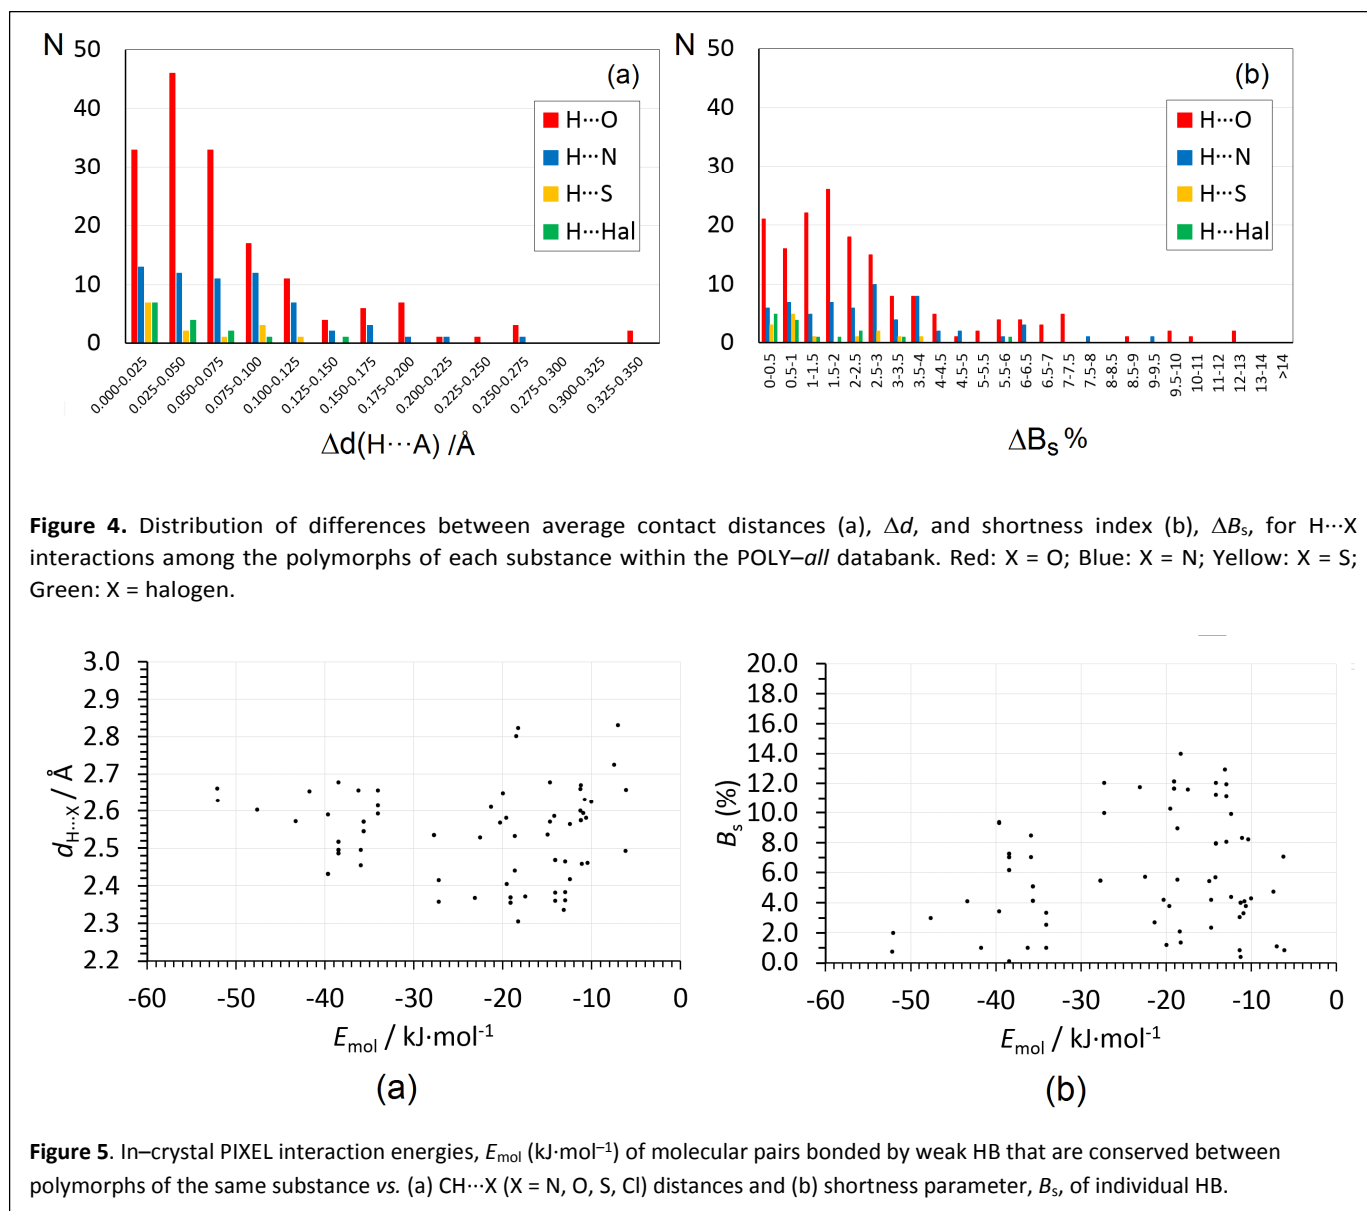 N
50
40
30
20
10
0
(a)
H···O
H···N
H···S
H···Hal
0.000-0.025
0.025-0.050
0.050-0.075
0.075-0.100
0.100-0.125
0.125-0.150
0.150-0.175
0.175-0.200
0.200-0.225
0.225-0.250
0.250-0.275
0.275-0.300
0.300-0.325
0.325-0.350
Δd(H···A) /Å
N
50
40
30
20
10
0
(b)
H···O
H···N
H···S
H···Hal
0-0.5
0.5-1
1-1.5
1.5-2
2-2.5
2.5-3
3-3.5
3.5-4
4-4.5
4.5-5
5-5.5
5.5-6
6-6.5
6.5-7
7-7.5
7.5-8
8-8.5
8.5-9
9-9.5
9.5-10
10-11
11-12
12-13
13-14
>14
ΔBs %
Figure 4. Distribution of differences between average contact distances (a), Δd, and shortness index (b), ΔBs, for H···X
interactions among the polymorphs of each substance within the POLY–all databank. Red: X = O; Blue: X = N; Yellow: X = S;
Green: X = halogen.
3.0
2.9
2.8
2.7
2.6
2.5
2.4
2.3
2.2
dH···X / Å
-60 -50 -40 -30 -20 -10 0
Emol / kJ·mol-1
(a)
20.0
18.0
16.0
14.0
12.0
10.0
8.0
6.0
4.0
2.0
0.0
Bs (%)
-60 -50 -40 -30 -20 -10 0
Emol / kJ·mol-1
(b)
Figure 5. In–crystal PIXEL interaction energies, Emol (kJ·mol–1) of molecular pairs bonded by weak HB that are conserved between
polymorphs of the same substance vs. (a) CH···X (X = N, O, S, Cl) distances and (b) shortness parameter, Bs, of individual HB.